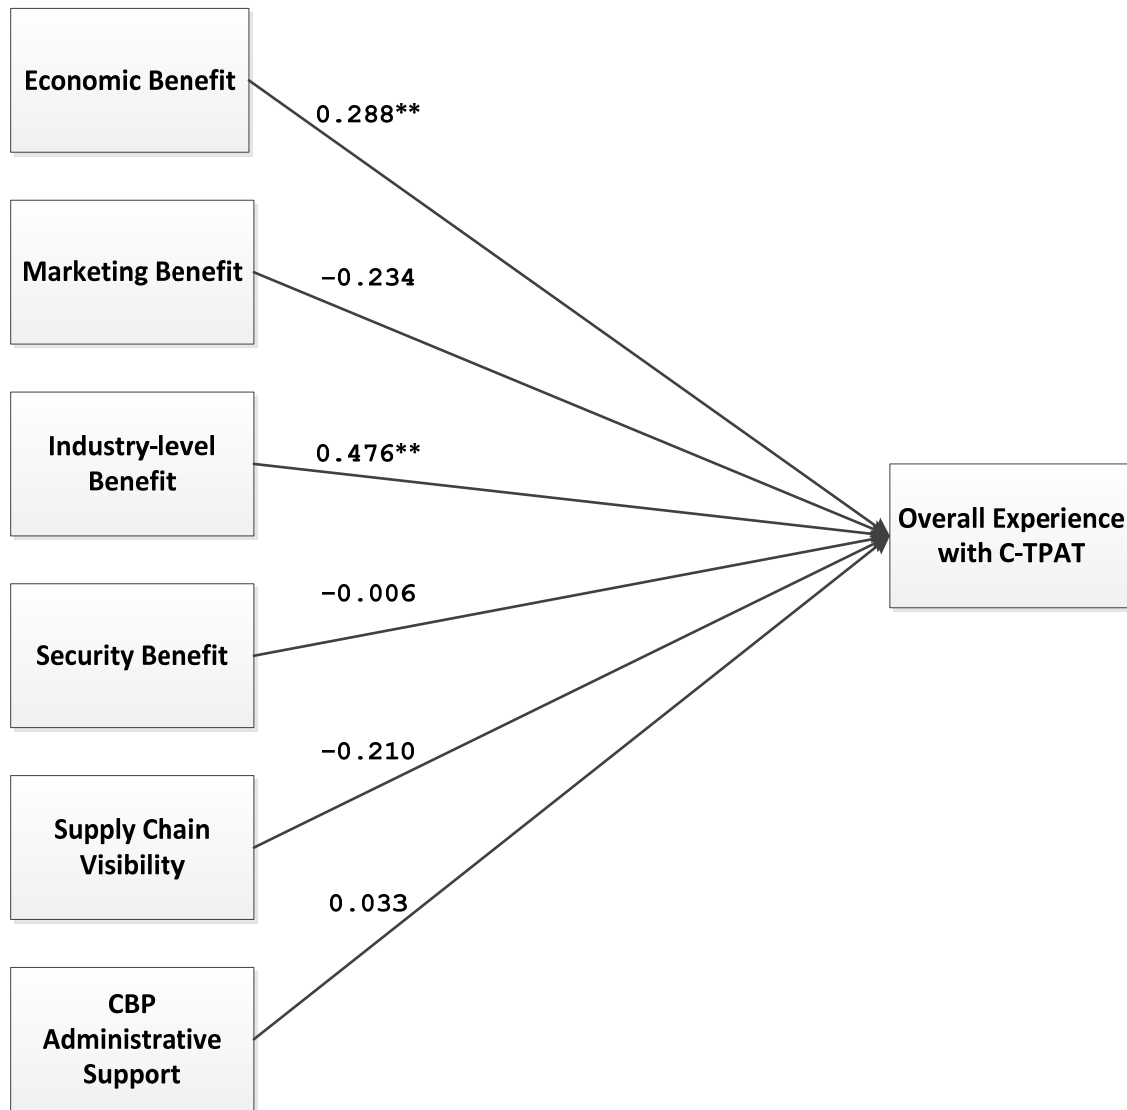 Economic Benefit
0.288**
Marketing Benefit
-0.234
Industry-level
Benefit
0.476**
Overall Experience
with C-TPAT
-0.006
Security Benefit
-0.210
Supply Chain
Visibility
0.033
CBP
Administrative
Support